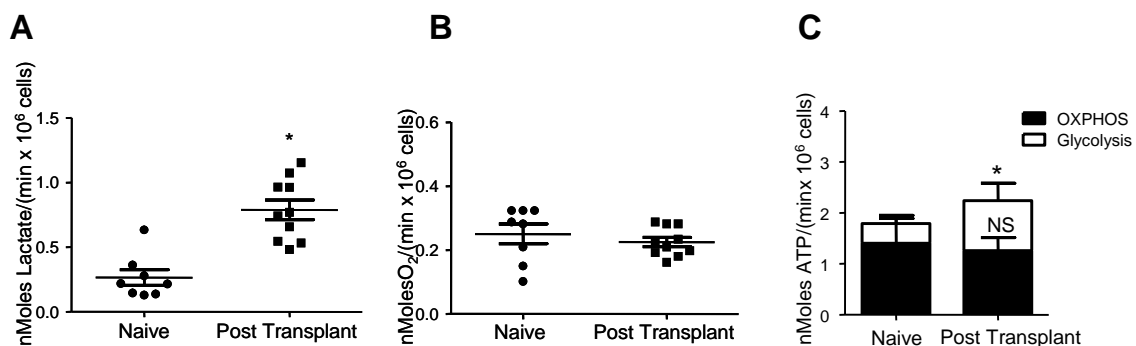 A
nMoles Lactate/(min x 10⁶ cells)
1.5
1.0
0.5
0.0
*
Naive
Post Transplant
B
nMolesO₂/(min x 10⁶ cells)
0.6
0.4
0.2
0.0
Naive
Post Transplant
C
nMoles ATP/(minx 10⁶ cells)
4
3
2
1
0
OXPHOS
Glycolysis
*
NS
Naive
Post Transplant